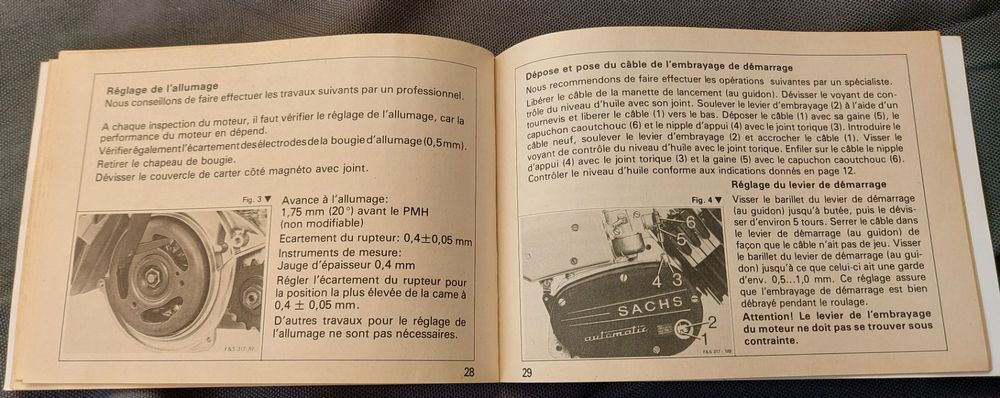 Réglage de l'allumage
Nous conseillons de faire effectuer les travaux suivants par un professionnel.
A chaque inspection du moteur, il faut vérifier le réglage de l'allumage, car la
performance du moteur en dépend.
Vérifier également l'écartement des électrodes de la bougie d'allumage (0,5mm).
Retirer le chapeau de bougie.
Dévisser le couvercle de carter côté magnéto avec joint.
Fig. 3 ▼
Avance à l'allumage:
1,75 mm (20°) avant le PMH
(non modifiable)
Ecartement du rupteur: 0,4±0,05 mm
Instruments de mesure:
Jauge d'épaisseur 0,4 mm
Régler l'écartement du rupteur pour
la position la plus élevée de la came à
0,4 ± 0,05 mm.
D'autres travaux pour le réglage de
l'allumage ne sont pas nécessaires.
28
Dépose et pose du câble de l'embrayage de démarrage
Nous recommendons de faire effectuer les opérations suivantes par un spécialiste.
Libérer le câble de la manette de lancement (au guidon). Dévisser le voyant de con-
trôle du niveau d'huile avec son joint. Soulever le levier d'embrayage (2) à l'aide d'un
tournevis et liberer le câble (1) vers le bas. Déposer le câble (1) avec sa gaine (5), le
capuchon caoutchouc (6) et le nipple d'appui (4) avec le joint torique (3). Introduire le
câble neuf, soulever le levier d'embrayage (2) et accrocher le câble (1). Visser le
voyant de contrôle du niveau d'huile avec le joint torique. Enfiler sur le câble le nipple
d'appui (4) avec le joint torique (3) et la gaine (5) avec le capuchon caoutchouc (6).
Contrôler le niveau d'huile conforme aux indications donnés en page 12.
Réglage du levier de démarrage
Fig. 4 ▼
Visser le barillet du levier de démarrage
(au guidon) jusqu'à butée, puis le dévis-
ser d'environ 5 tours. Serrer le câble dans
le levier de démarrage (au guidon) de
façon que le câble n'ait pas de jeu. Visser
le barillet du levier de démarrage (au gui-
don) jusqu'à ce que celui-ci ait une garde
d'env. 0,5...1,0 mm. Ce réglage assure
que l'embrayage de démarrage est bien
débrayé pendant le roulage.
Attention! Le levier de l'embrayage
du moteur ne doit pas se trouver sous
contrainte.
5
6
4 3
SACHS
automatic
2
1
29